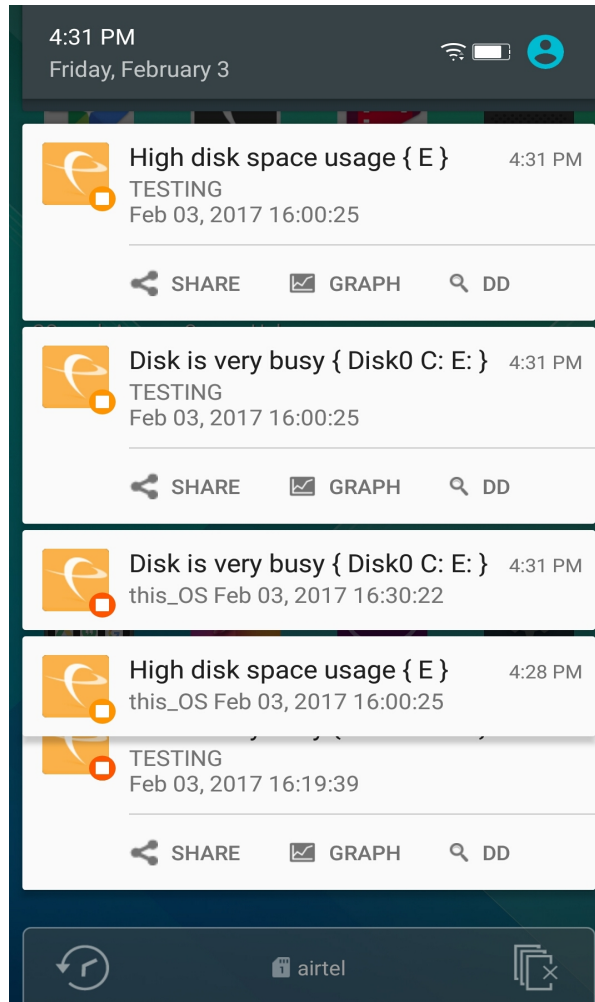 4:31 PM
Friday, February 3
High disk space usage { E } 4:31 PM
TESTING
Feb 03, 2017 16:00:25
SHARE GRAPH DD
Disk is very busy { Disk0 C: E: } 4:31 PM
TESTING
Feb 03, 2017 16:00:25
SHARE GRAPH DD
Disk is very busy { Disk0 C: E: } 4:31 PM
this_OS Feb 03, 2017 16:30:22
High disk space usage { E } 4:28 PM
this_OS Feb 03, 2017 16:00:25
TESTING
Feb 03, 2017 16:19:39
SHARE GRAPH DD
1 airtel